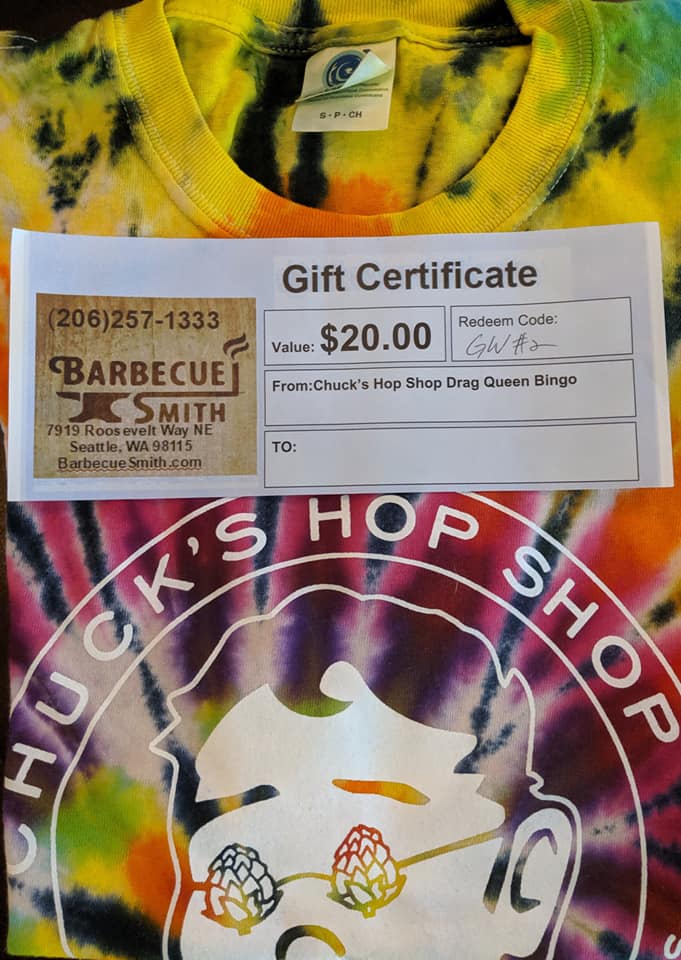 S - P - CH
Gift Certificate
(206)257-1333
BARBECUE
SMITH
7919 Roosevelt Way NE
Seattle, WA 98115
BarbecueSmith.com
Value: $20.00
Redeem Code:
GW #2
From:Chuck's Hop Shop Drag Queen Bingo
TO:
CHUCK'S HOP SHOP